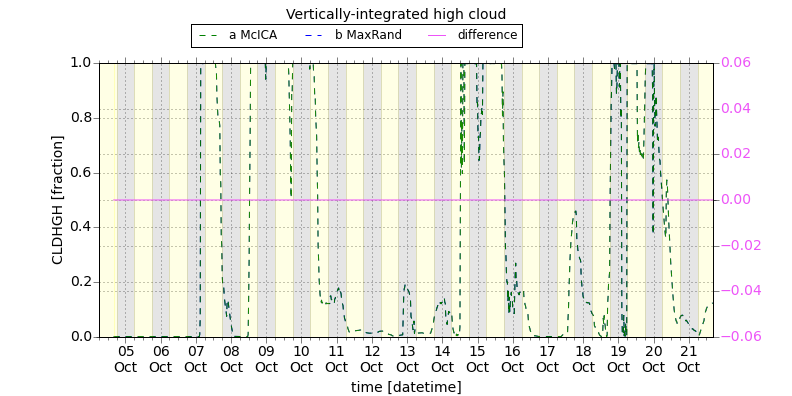 Vertically-integrated high cloud
a McICA b MaxRand difference
CLDHGH [fraction]
1.0
0.8
0.6
0.4
0.2
0.0
0.06
0.04
0.02
0.00
−0.02
−0.04
−0.06
05 06 07 08 09 10 11 12 13 14 15 16 17 18 19 20 21
Oct Oct Oct Oct Oct Oct Oct Oct Oct Oct Oct Oct Oct Oct Oct Oct Oct
time [datetime]